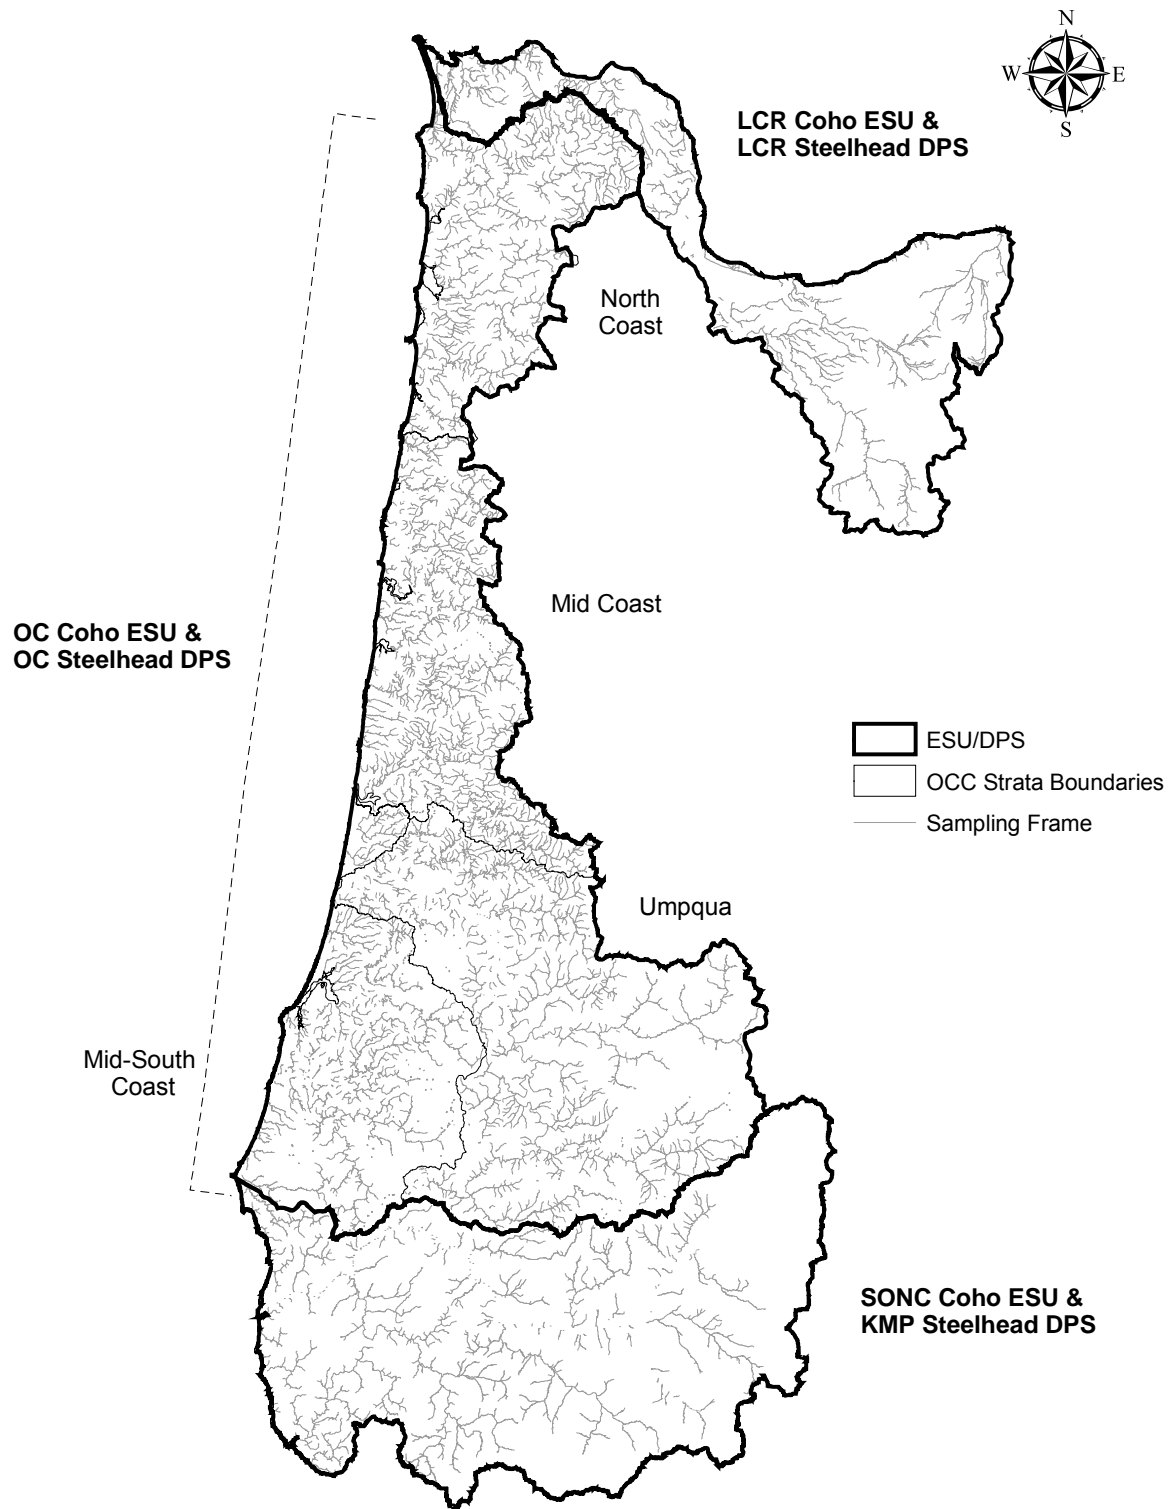 N
W E
S
LCR Coho ESU &
LCR Steelhead DPS
North
Coast
Mid Coast
OC Coho ESU &
OC Steelhead DPS
ESU/DPS
OCC Strata Boundaries
Sampling Frame
Umpqua
Mid-South
Coast
SONC Coho ESU &
KMP Steelhead DPS